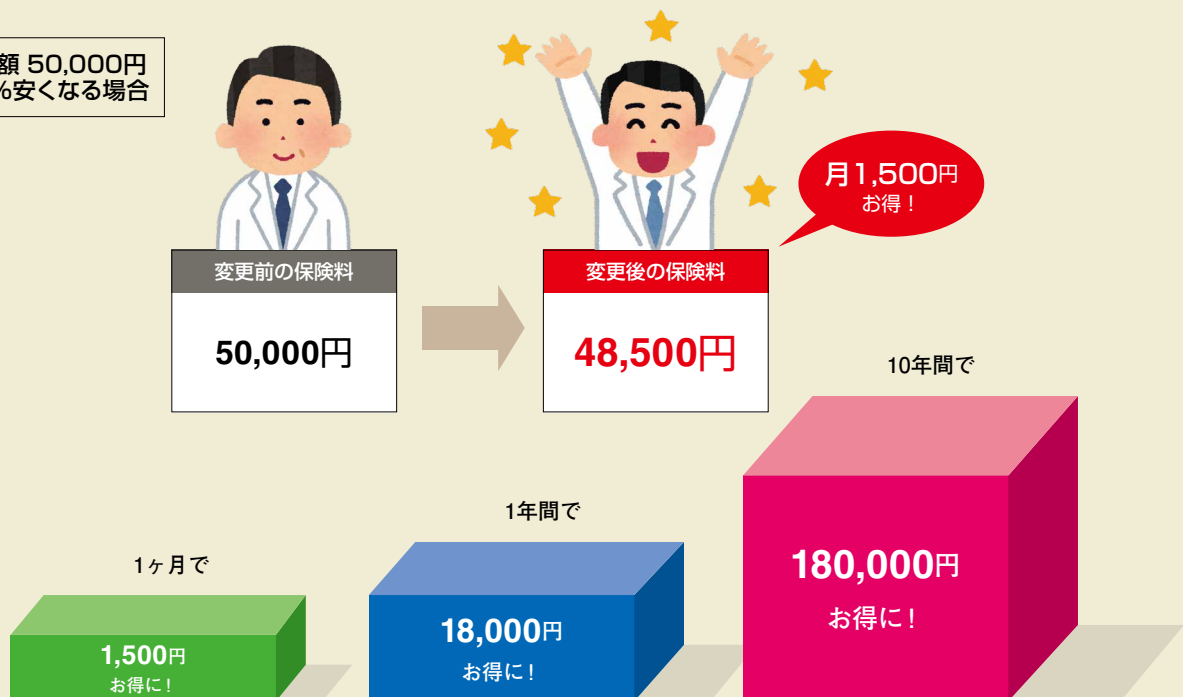 額 50,000円
%安くなる場合
月1,500円
お得！
変更前の保険料
変更後の保険料
50,000円
48,500円
10年間で
1年間で
1ヶ月で
180,000円
お得に！
18,000円
お得に！
1,500円
お得に！